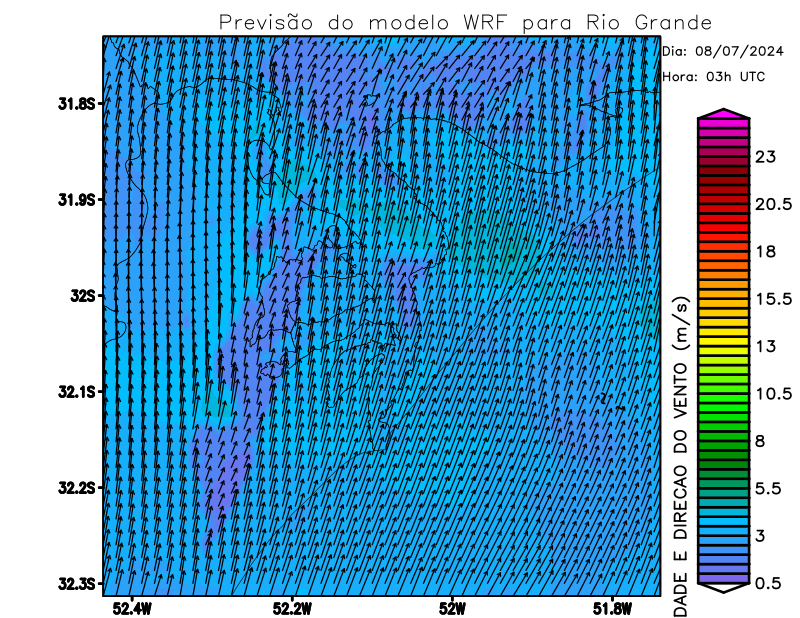 Previsão do modelo WRF para Rio Grande
Dia: 08/07/2024
Hora: 03h UTC
31.8S
31.9S
32S
32.1S
32.2S
32.3S
52.4W
52.2W
52W
51.8W
23
20.5
18
15.5
13
10.5
8
5.5
3
0.5
DADE E DIRECAO DO VENTO (m/s)